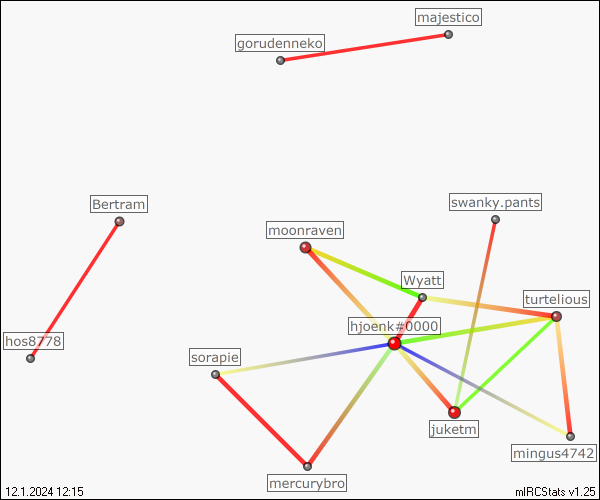 majestico
gorudenneko
Bertram
swanky.pants
moonraven
Wyatt
turtelious
hjoenk#0000
hos8778
sorapie
juketm
mingus4742
mercurybro
12.1.2024 12:15
mIRCStats v1.25